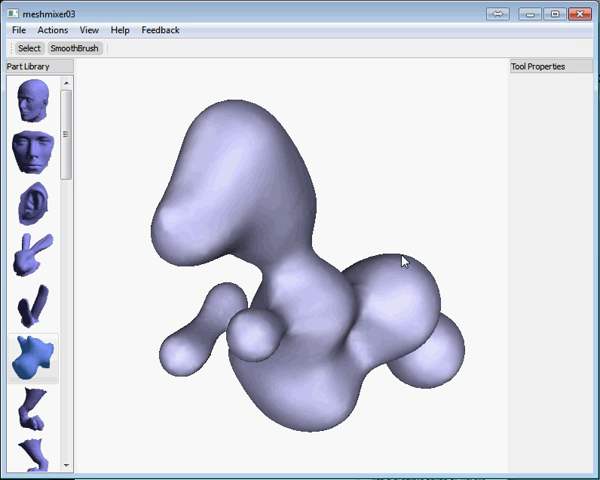 meshmixer03
File Actions View Help Feedback
Select SmoothBrush
Part Library
Tool Properties